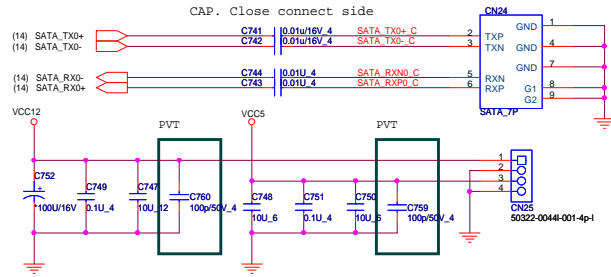 CAP. Close connect side
CN24
(14) SATA_TX0+ C741 0.01u/16V_4 SATA_TX0+_C 2 TXP GND 1
(14) SATA_TX0- C742 0.01u/16V_4 SATA_TX0-_C 3 TXN GND 4
GND 7
(14) SATA_RX0- C744 0.01U_4 SATA_RXN0_C 5 RXN
(14) SATA_RX0+ C743 0.01U_4 SATA_RXP0_C 6 RXP G1 8
G2 9
SATA_7P
VCC12 VCC5
PVT PVT
1
2
3
4
C752 + 100U/16V
C749 0.1U_4
C747 10U_12
C760 100p/50V_4
C748 10U_6
C751 0.1U_4
C750 10U_6
C759 100p/50V_4
CN25
50322-0044l-001-4p-l